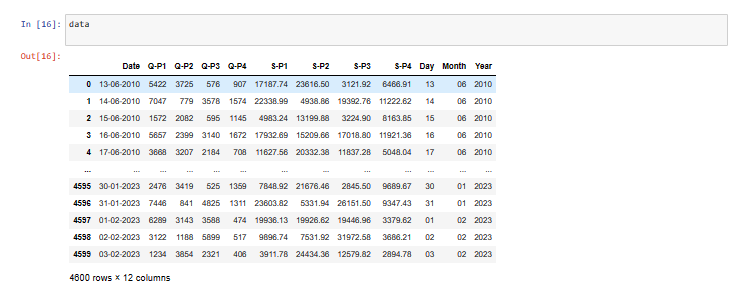 In [16]: data
Out[16]:
Date Q-P1 Q-P2 Q-P3 Q-P4 S-P1 S-P2 S-P3 S-P4 Day Month Year
0 13-06-2010 5422 3725 576 907 17187.74 23616.50 3121.92 6466.91 13 06 2010
1 14-06-2010 7047 779 3578 1574 22338.99 4938.86 19392.76 11222.62 14 06 2010
2 15-06-2010 1572 2082 595 1145 4983.24 13199.88 3224.90 8163.85 15 06 2010
3 16-06-2010 5657 2399 3140 1672 17932.69 15209.66 17018.80 11921.36 16 06 2010
4 17-06-2010 3668 3207 2184 708 11627.56 20332.38 11837.28 5048.04 17 06 2010
... ... ... ... ... ... ... ... ... ... ... ... ...
4595 30-01-2023 2476 3419 525 1359 7848.92 21676.46 2845.50 9689.67 30 01 2023
4596 31-01-2023 7446 841 4825 1311 23603.82 5331.94 26151.50 9347.43 31 01 2023
4597 01-02-2023 6289 3143 3588 474 19936.13 19926.62 19446.96 3379.62 01 02 2023
4598 02-02-2023 3122 1188 5899 517 9896.74 7531.92 31972.58 3686.21 02 02 2023
4599 03-02-2023 1234 3854 2321 406 3911.78 24434.36 12579.82 2894.78 03 02 2023
4600 rows × 12 columns